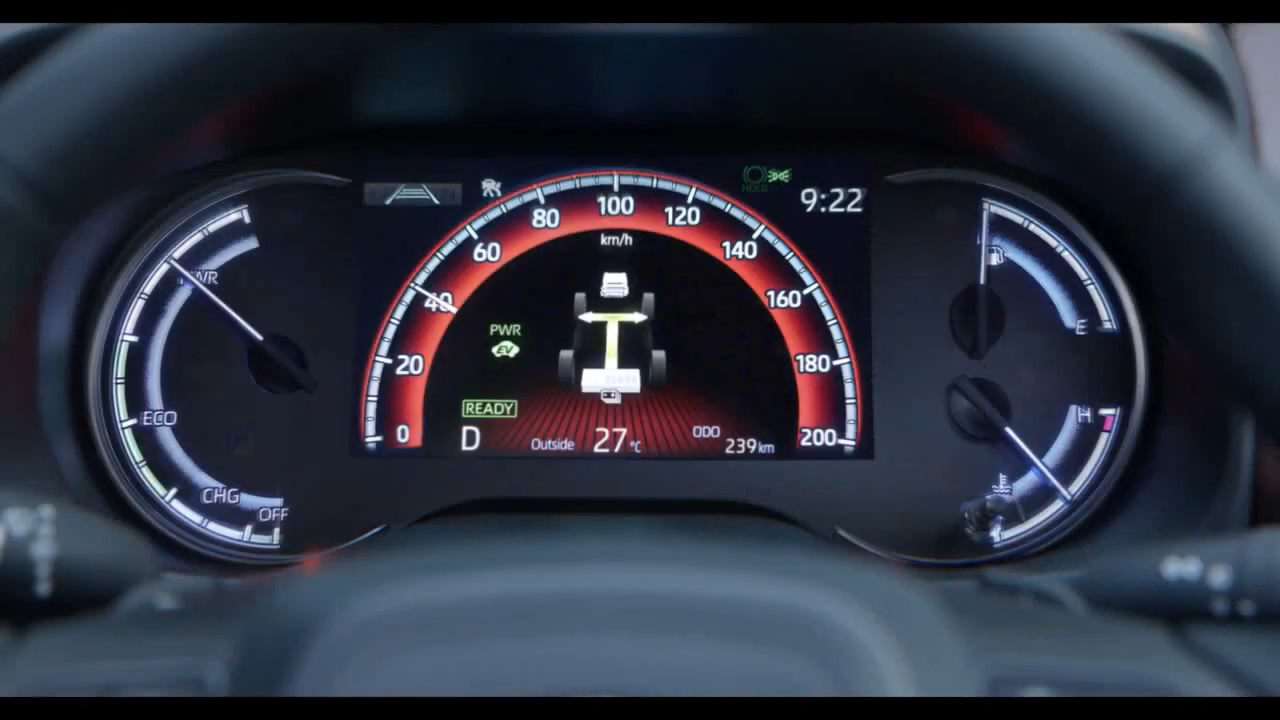 HOLD
9:22
100
80
120
km/h
60
140
40
160
PWR
PWR
EV
20
180
READY
ECO
0
D
Outside
27 °C
ODO
239 km
200
CHG
OFF
E
H